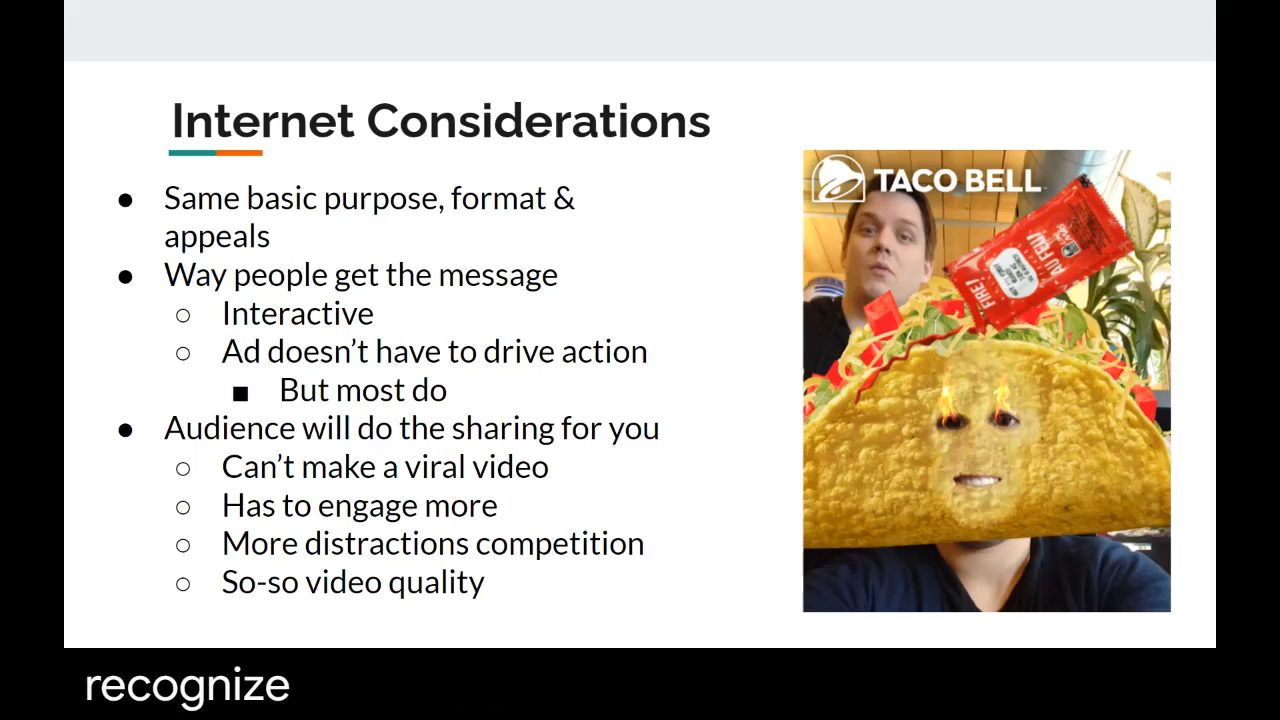 Internet Considerations
● Same basic purpose, format &
appeals
● Way people get the message
○ Interactive
○ Ad doesn’t have to drive action
■ But most do
● Audience will do the sharing for you
○ Can’t make a viral video
○ Has to engage more
○ More distractions competition
○ So-so video quality
TACO BELL
FIRE!
AU FEU!
recognize